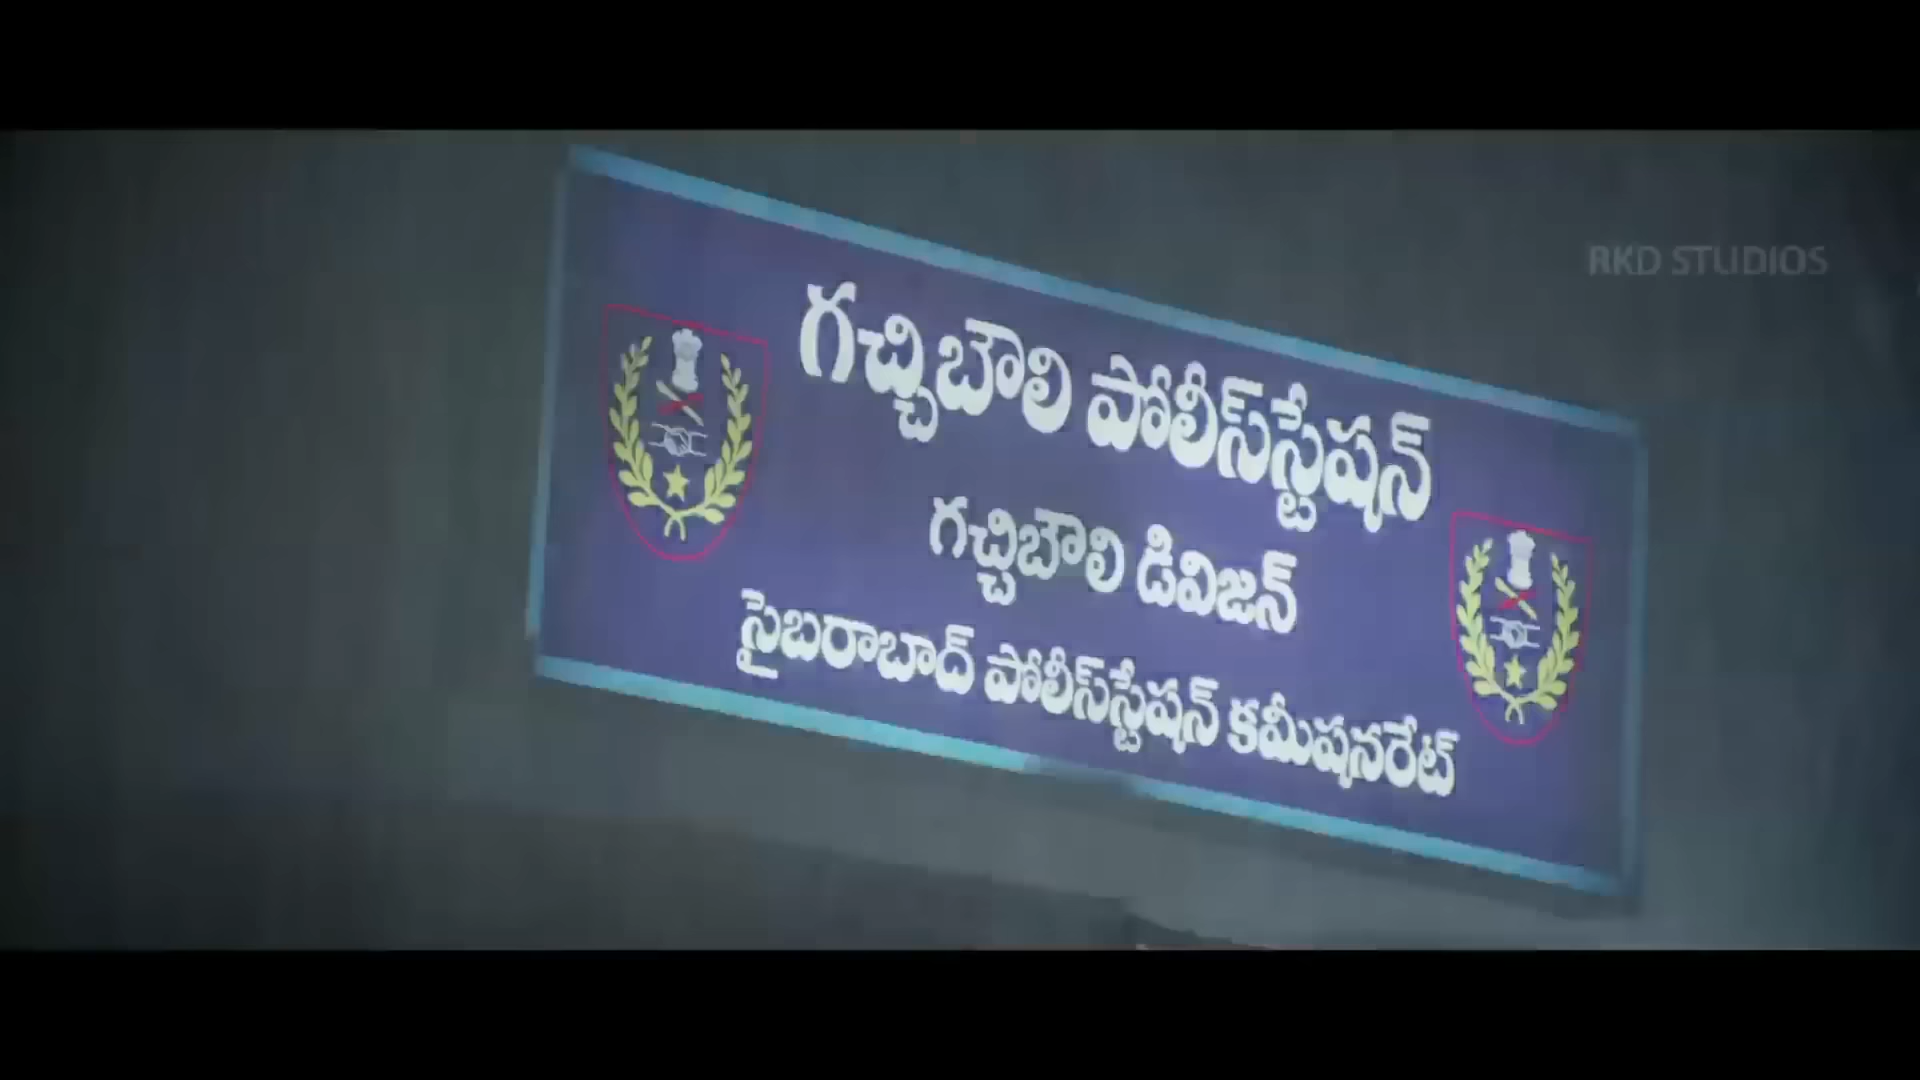 RKD STUDIOS
గచ్చిబౌలి పోలీస్‌స్టేషన్
గచ్చిబౌలి డివిజన్
సైబరాబాద్ పోలీస్‌స్టేషన్ కమీషనరేట్